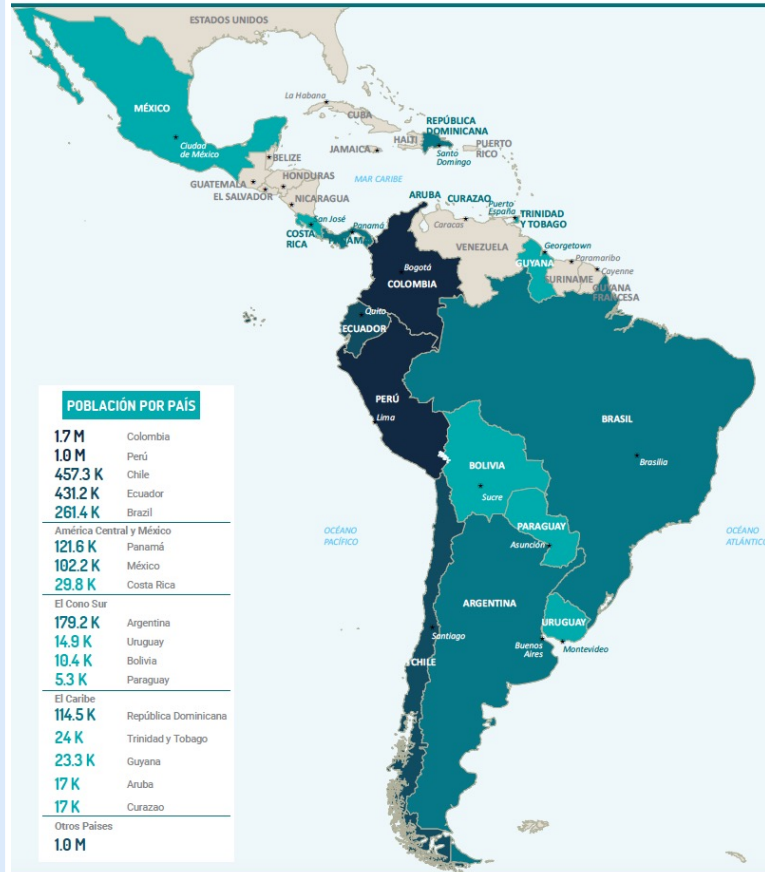 ESTADOS UNIDOS
MÉXICO
Ciudad
de México
La Habana
CUBA
JAMAICA
HAITÍ
REPÚBLICA
DOMINICANA
Santo
Domingo
PUERTO
RICO
BELIZE
HONDURAS
GUATEMALA
EL SALVADOR
NICARAGUA
MAR CARIBE
San José
COSTA
RICA
Panamá
PANAMÁ
ARUBA
CURAZAO
Puerto
España
TRINIDAD
Y TOBAGO
Caracas
VENEZUELA
Georgetown
GUYANA
Paramaribo
SURINAME
Cayenne
GUYANA
FRANCESA
Bogotá
COLOMBIA
Quito
ECUADOR
PERÚ
Lima
BRASIL
Brasília
BOLIVIA
Sucre
PARAGUAY
Asunción
OCÉANO
PACÍFICO
OCÉANO
ATLÁNTICO
ARGENTINA
URUGUAY
Santiago
Buenos
Aires
Montevideo
CHILE
POBLACIÓN POR PAÍS
1.7 M Colombia
1.0 M Perú
457.3 K Chile
431.2 K Ecuador
261.4 K Brazil
América Central y México
121.6 K Panamá
102.2 K México
29.8 K Costa Rica
El Cono Sur
179.2 K Argentina
14.9 K Uruguay
10.4 K Bolivia
5.3 K Paraguay
El Caribe
114.5 K República Dominicana
24 K Trinidad y Tobago
23.3 K Guyana
17 K Aruba
17 K Curazao
Otros Paises
1.0 M